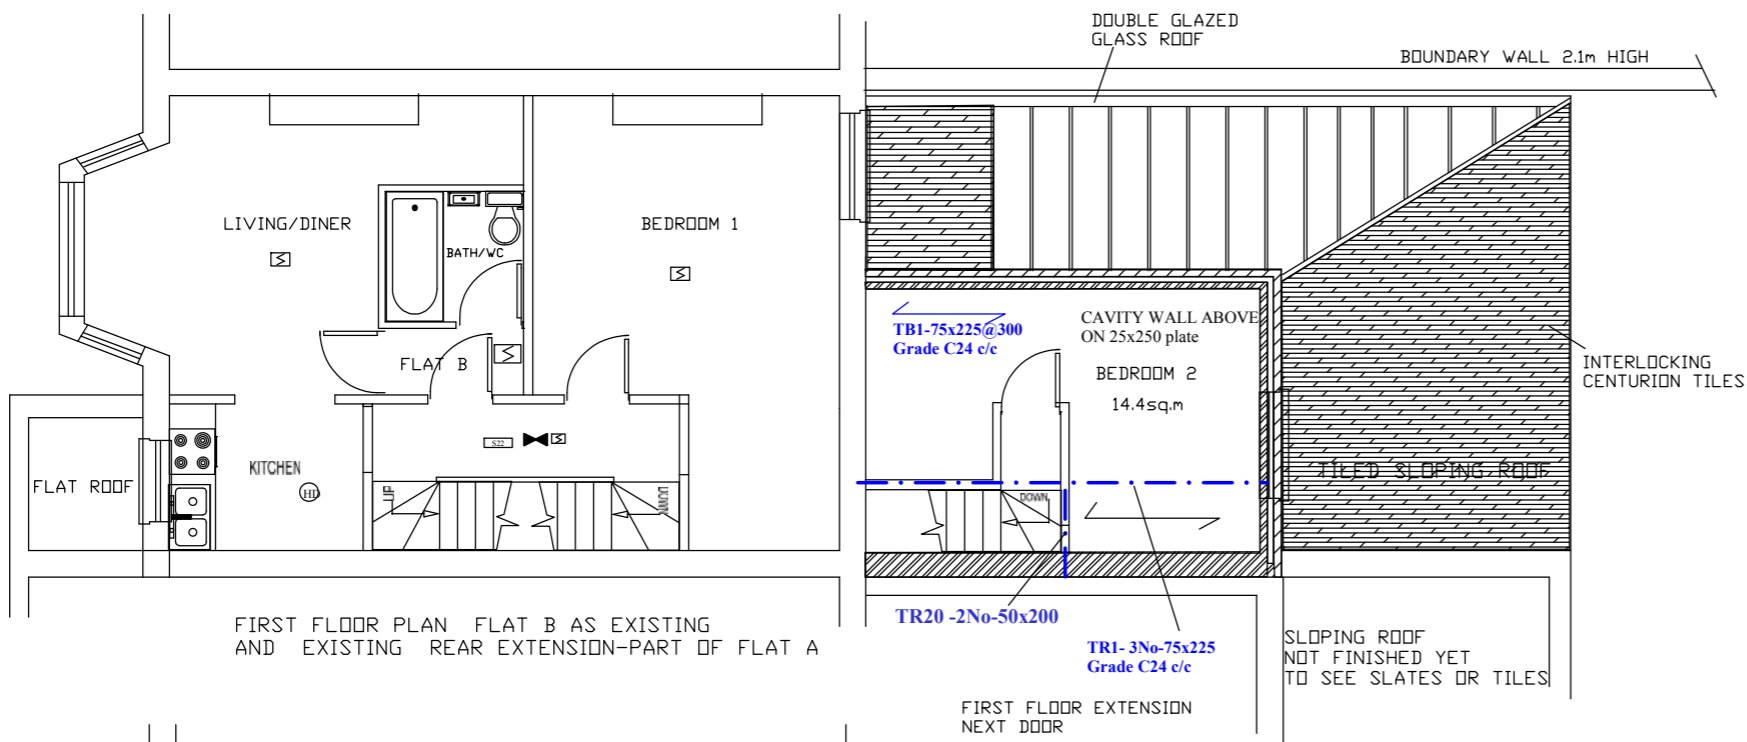 DOUBLE GLAZED
GLASS ROOF
BOUNDARY WALL 2.1m HIGH
LIVING/DINER
BATH/WC
BEDROOM 1
TB1-75x225@300
Grade C24 c/c
CAVITY WALL ABOVE
ON 25x250 plate
BEDROOM 2
14.4sq.m
INTERLOCKING
CENTURION TILES
FLAT B
S22
KITCHEN
HD
FLAT ROOF
UP
DOWN
DOWN
TILED SLOPING ROOF
TR20 -2No-50x200
TR1- 3No-75x225
Grade C24 c/c
FIRST FLOOR PLAN FLAT B AS EXISTING
AND EXISTING REAR EXTENSION-PART OF FLAT A
SLOPING ROOF
NOT FINISHED YET
TO SEE SLATES OR TILES
FIRST FLOOR EXTENSION
NEXT DOOR